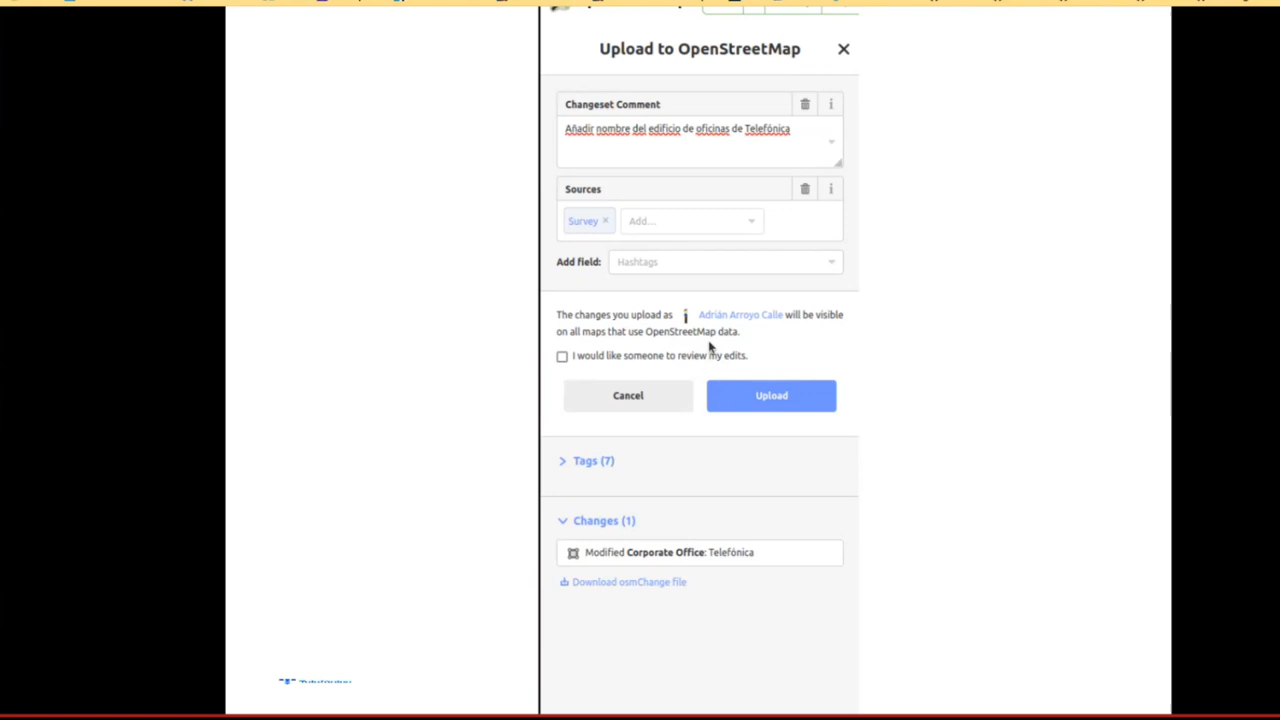 Upload to OpenStreetMap
Changeset Comment
Añadir nombre del edificio de oficinas de Telefónica
Sources
Survey × Add...
Add field: Hashtags
The changes you upload as Adrián Arroyo Calle will be visible
on all maps that use OpenStreetMap data.
I would like someone to review my edits.
Cancel Upload
Tags (7)
Changes (1)
Modified Corporate Office: Telefónica
Download osmChange file